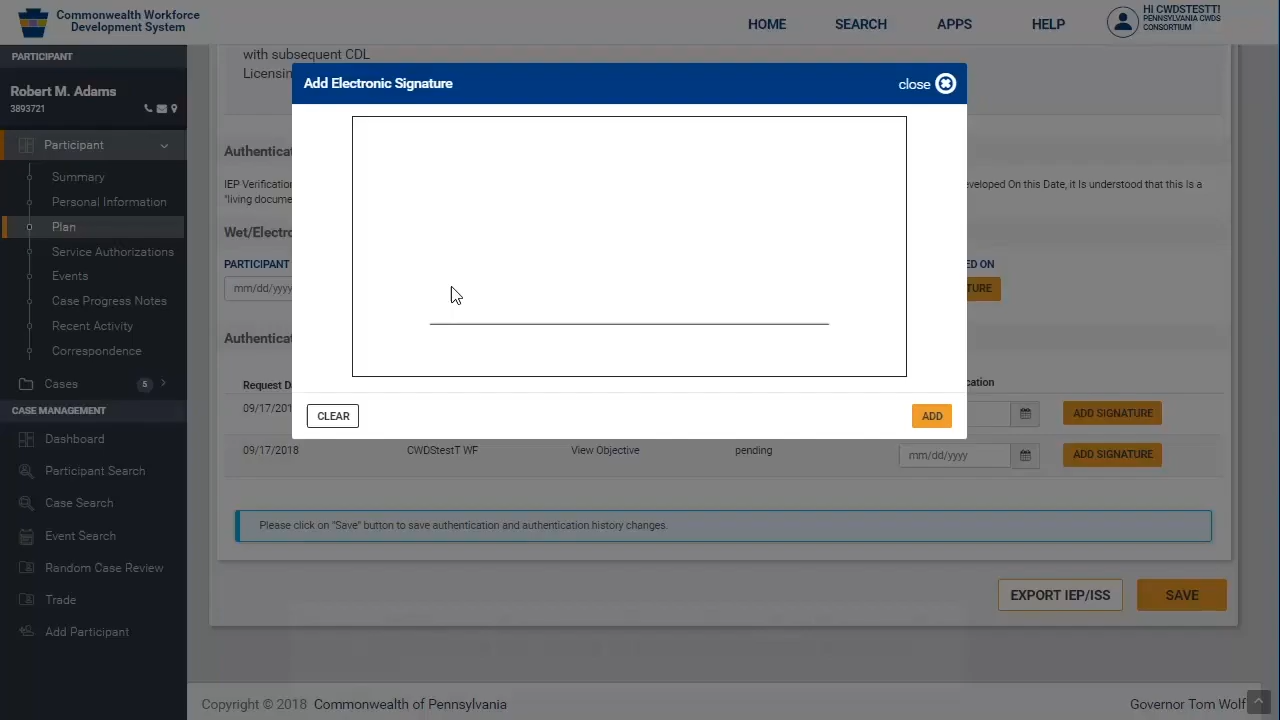 Commonwealth Workforce
Development System
HOME
SEARCH
APPS
HELP
HI CWDSTESTT!
PENNSYLVANIA CWDS
CONSORTIUM
PARTICIPANT
Robert M. Adams
3893721
Participant
Summary
Personal Information
Plan
Service Authorizations
Events
Case Progress Notes
Recent Activity
Correspondence
Cases
5
CASE MANAGEMENT
Dashboard
Participant Search
Case Search
Event Search
Random Case Review
Trade
Add Participant
with subsequent CDL
Licensin
Add Electronic Signature
close
CLEAR
ADD
Authenticat
IEP Verification
eveloped On this Date, it Is understood that this Is a
"living docume
Wet/Electro
PARTICIPANT
ED ON
mm/dd/yyyy
TURE
Authenticat
Request D
cation
09/17/201
ADD SIGNATURE
09/17/2018
CWDStestT WF
View Objective
pending
mm/dd/yyyy
ADD SIGNATURE
Please click on "Save" button to save authentication and authentication history changes.
EXPORT IEP/ISS
SAVE
Copyright © 2018 Commonwealth of Pennsylvania
Governor Tom Wolf